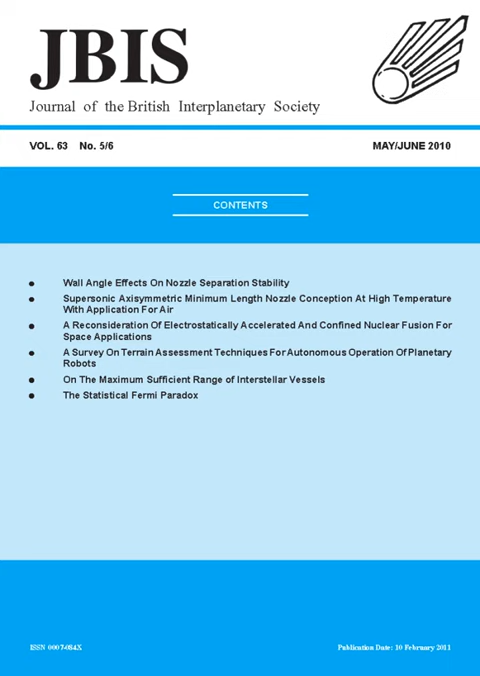 JBIS
Journal of the British Interplanetary Society
VOL. 63 No. 5/6 MAY/JUNE 2010
CONTENTS
● Wall Angle Effects On Nozzle Separation Stability
● Supersonic Axisymmetric Minimum Length Nozzle Conception At High Temperature
With Application For Air
● A Reconsideration Of Electrostatically Accelerated And Confined Nuclear Fusion For
Space Applications
● A Survey On Terrain Assessment Techniques For Autonomous Operation Of Planetary
Robots
● On The Maximum Sufficient Range of Interstellar Vessels
● The Statistical Fermi Paradox
ISSN 0007-084X Publication Date: 10 February 2011